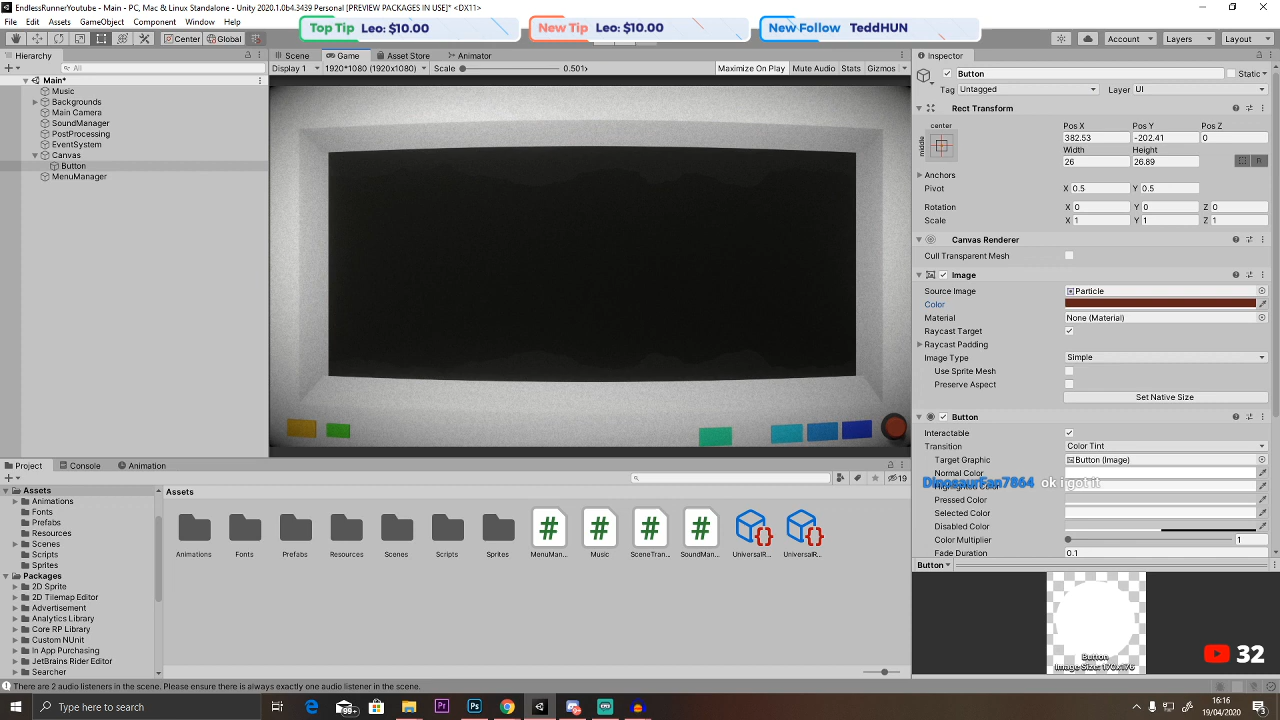 EndlessRunner - Main - PC, Mac & Linux Standalone - Unity 2020.1.0b4.3439 Personal [PREVIEW PACKAGES IN USE]* <DX11>
Top Tip Leo: $10.00
New Tip Leo: $10.00
New Follow TeddHUN
File Edit Assets GameObject Component
Center Global
Account Layers Layout
Hierarchy
All
Main*
Music
Backgrounds
Main Camera
SoundManager
PostProcessing
EventSystem
Canvas
Button
MenuManager
Scene Game Asset Store Animator
Display 1 1920*1080 (1920x1080) Scale 0.501x Maximize On Play Mute Audio Stats Gizmos
Inspector
Button Static
Tag Untagged Layer UI
Rect Transform
center
middle
Pos X Pos Y Pos Z
382.53 -202.41 0
Width Height
26 26.89
R
Anchors
Pivot X 0.5 Y 0.5
Rotation X 0 Y 0 Z 0
Scale X 1 Y 1 Z 1
Canvas Renderer
Cull Transparent Mesh
Image
Source Image Particle
Color
Material None (Material)
Raycast Target
Raycast Padding
Image Type Simple
Use Sprite Mesh
Preserve Aspect
Set Native Size
Button
Interactable
Transition Color Tint
Target Graphic Button (Image)
Normal Color
Highlighted Color
DinosaurFan7864 ok i got it
Pressed Color
Selected Color
Disabled Color
Color Multiplier 1
Fade Duration 0.1
Button
Button
Image Size: 170x176
32
Project Console Animation
19
Assets
Animations
Fonts
Prefabs
Resources
Scenes
Scripts
Sprites
Packages
2D Sprite
2D Tilemap Editor
Advertisement
Analytics Library
Core RP Library
Custom NUnit
In App Purchasing
JetBrains Rider Editor
Searcher
Assets
Animations Fonts Prefabs Resources Scenes Scripts Sprites MenuMan... Music SceneTran... SoundMan... UniversalR... UniversalR...
There are 2 audio listeners in the scene. Please ensure there is always exactly one audio listener in the scene.
Type here to search
99+
Pr
Ps
16:16
19/04/2020